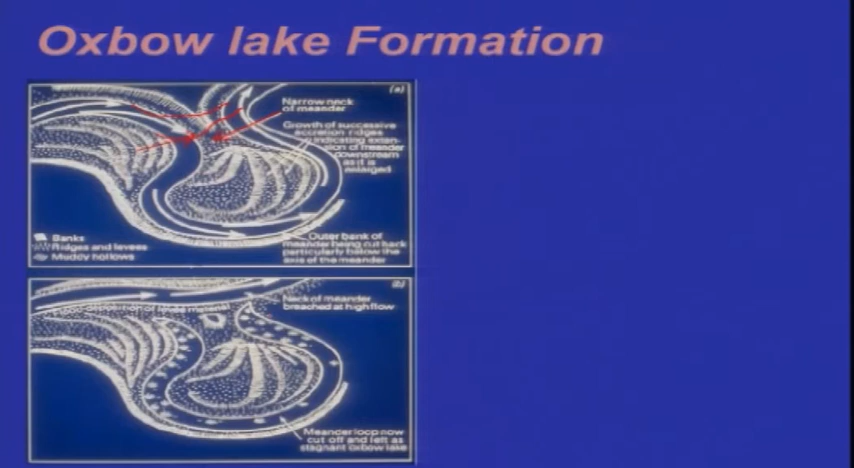 Oxbow lake Formation
(a)
Narrow neck
of meander
Growth of successive
accretion ridges
indicating exten-
sion of meander
downstream
as it is
enlarged
Banks
Ridges and levees
Muddy hollows
Outer bank of
meander being cut back
particularly below the
axis of the meander
(b)
Neck of meander
breached at high flow
Meander loop now
cut off and left as
stagnant oxbow lake